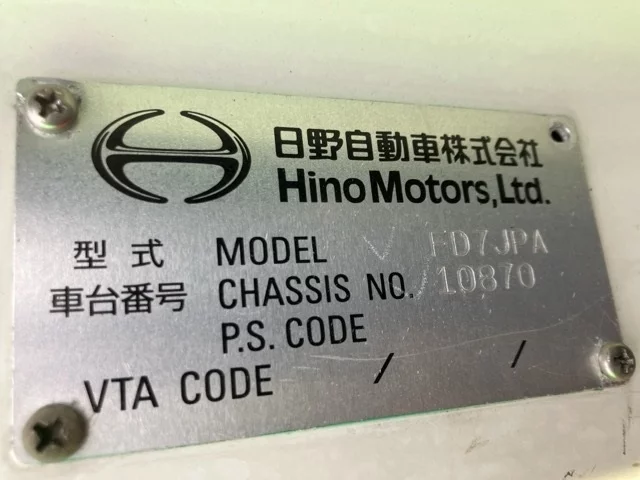 日野自動車株式会社
Hino Motors, Ltd.
型式 MODEL FD7JPA
車台番号 CHASSIS NO. 10870
P.S. CODE
VTA CODE / /